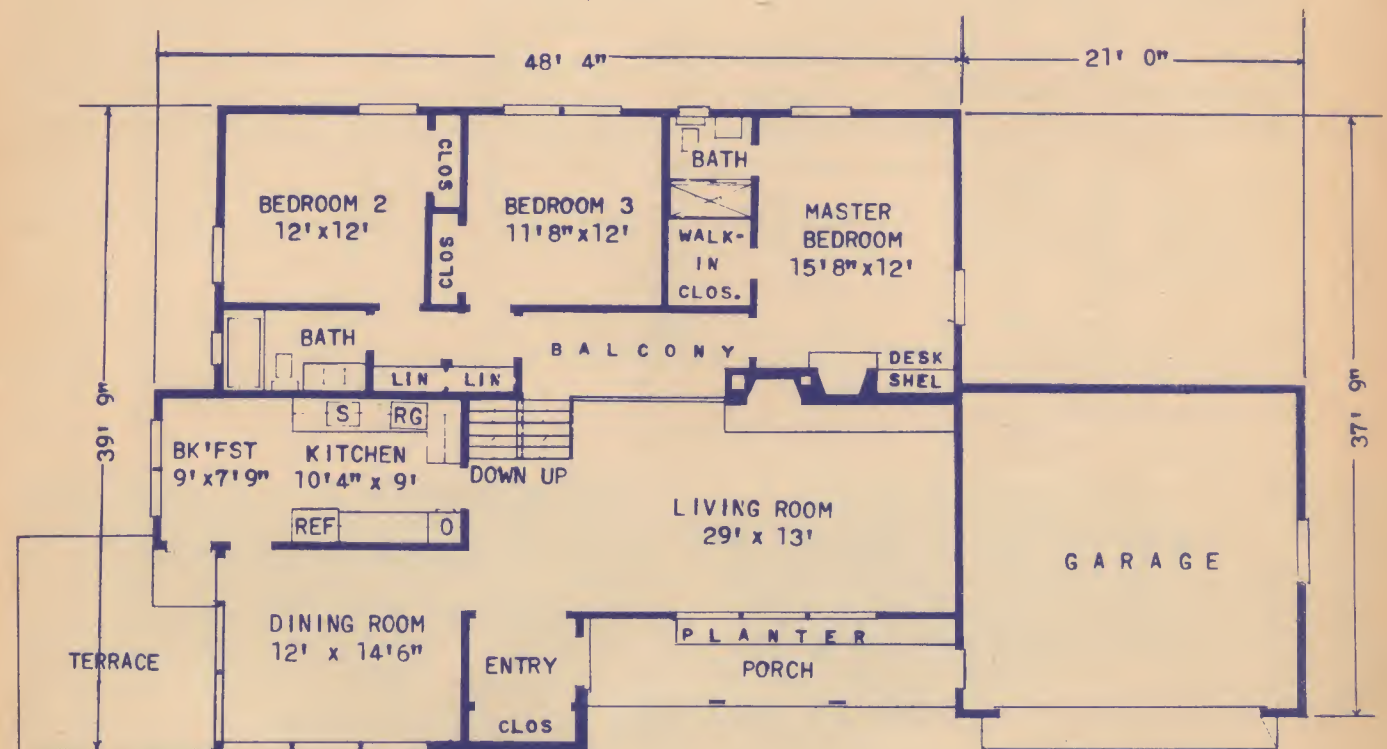 48' 4"
21' 0"
39' 9"
37' 9"
BEDROOM 2
12'x12'
CLOS
CLOS
BEDROOM 3
11'8"x12'
BATH
WALK-
IN
CLOS.
MASTER
BEDROOM
15'8"x12'
BATH
LIN LIN
BALCONY
DESK
SHEL
BK'FST
9'x7'9"
S
RG
KITCHEN
10'4" x 9'
REF
O
DOWN UP
LIVING ROOM
29' x 13'
GARAGE
TERRACE
DINING ROOM
12' x 14'6"
ENTRY
CLOS
PLANTER
PORCH